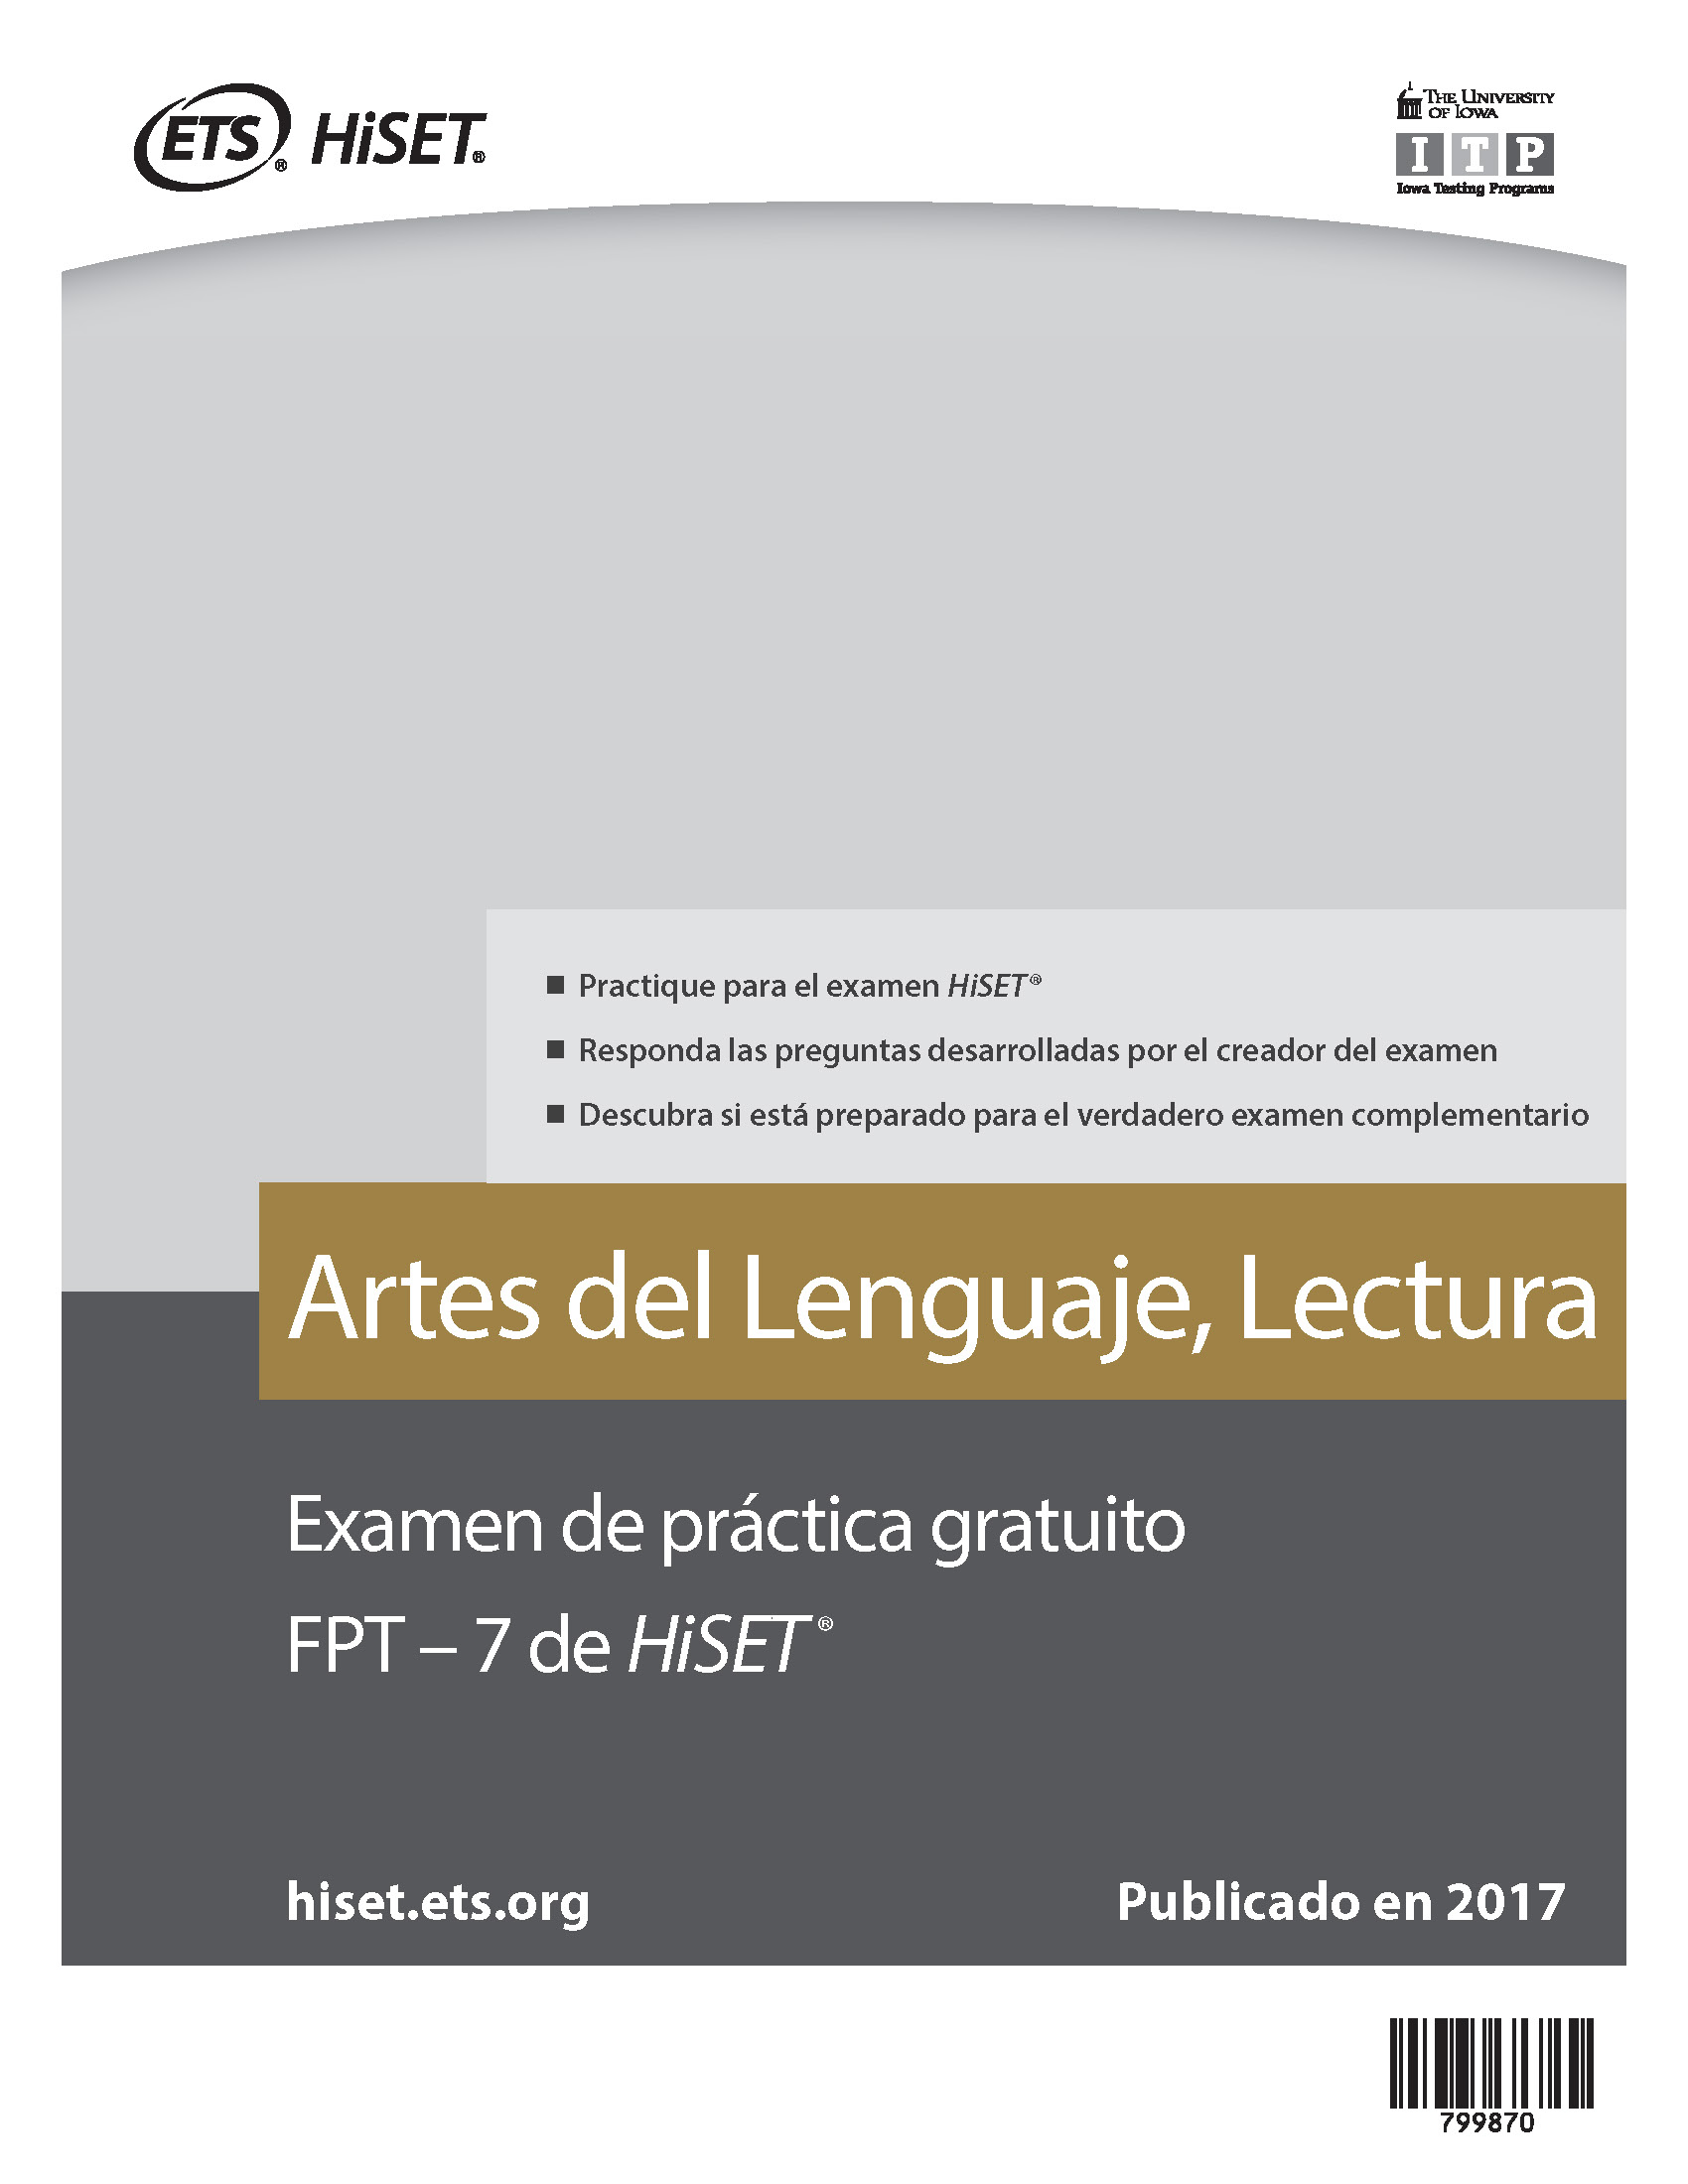 ETS® HiSET®
THE UNIVERSITY
OF IOWA
ITP
Iowa Testing Programs
■ Practique para el examen HiSET®
■ Responda las preguntas desarrolladas por el creador del examen
■ Descubra si está preparado para el verdadero examen complementario
Artes del Lenguaje, Lectura
Examen de práctica gratuito
FPT – 7 de HiSET®
hiset.ets.org
Publicado en 2017
799870